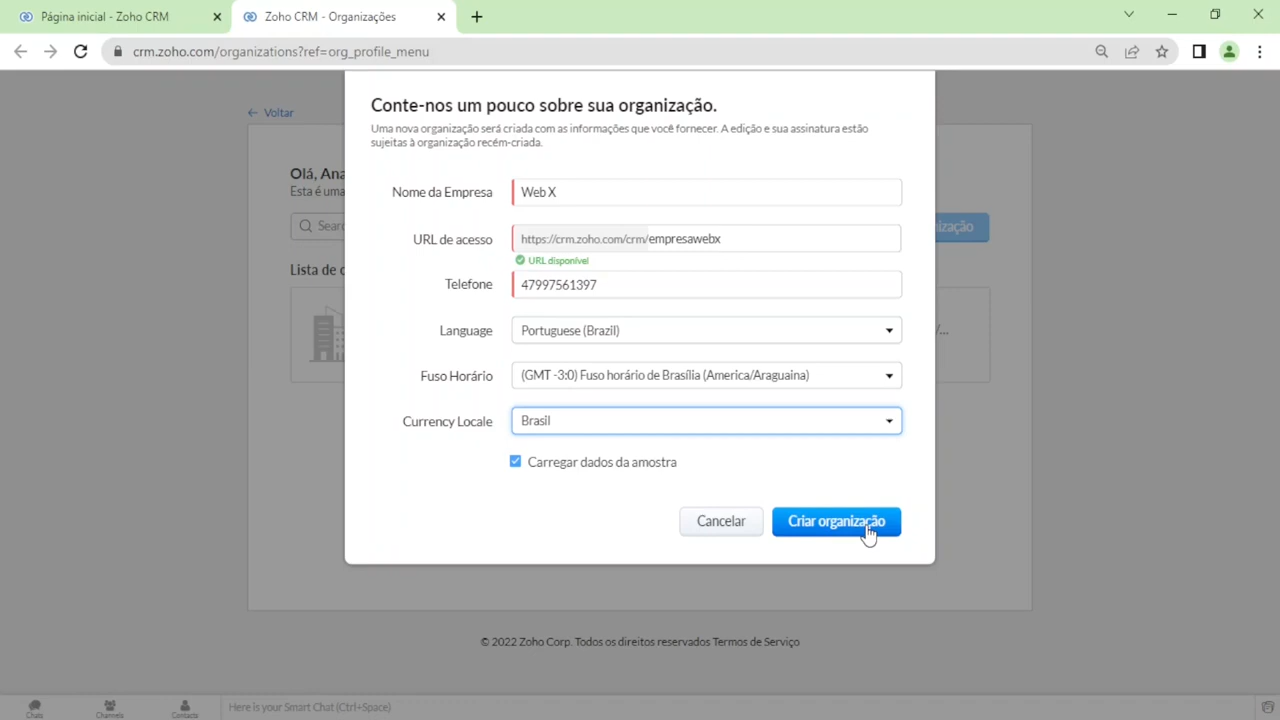 Página inicial - Zoho CRM
Zoho CRM - Organizações
crm.zoho.com/organizations?ref=org_profile_menu
Conte-nos um pouco sobre sua organização.
Uma nova organização será criada com as informações que você fornecer. A edição e sua assinatura estão
sujeitas à organização recém-criada.
Voltar
Olá, Ana
Esta é uma
Sear
ização
Lista de
/...
Nome da Empresa
Web X
URL de acesso
https://crm.zoho.com/crm/empresawebx
URL disponível
Telefone
47997561397
Language
Portuguese (Brazil)
Fuso Horário
(GMT -3:0) Fuso horário de Brasília (America/Araguaina)
Currency Locale
Brasil
Carregar dados da amostra
Cancelar
Criar organização
© 2022 Zoho Corp. Todos os direitos reservados Termos de Serviço
Chats
Channels
Contacts
Here is your Smart Chat (Ctrl+Space)